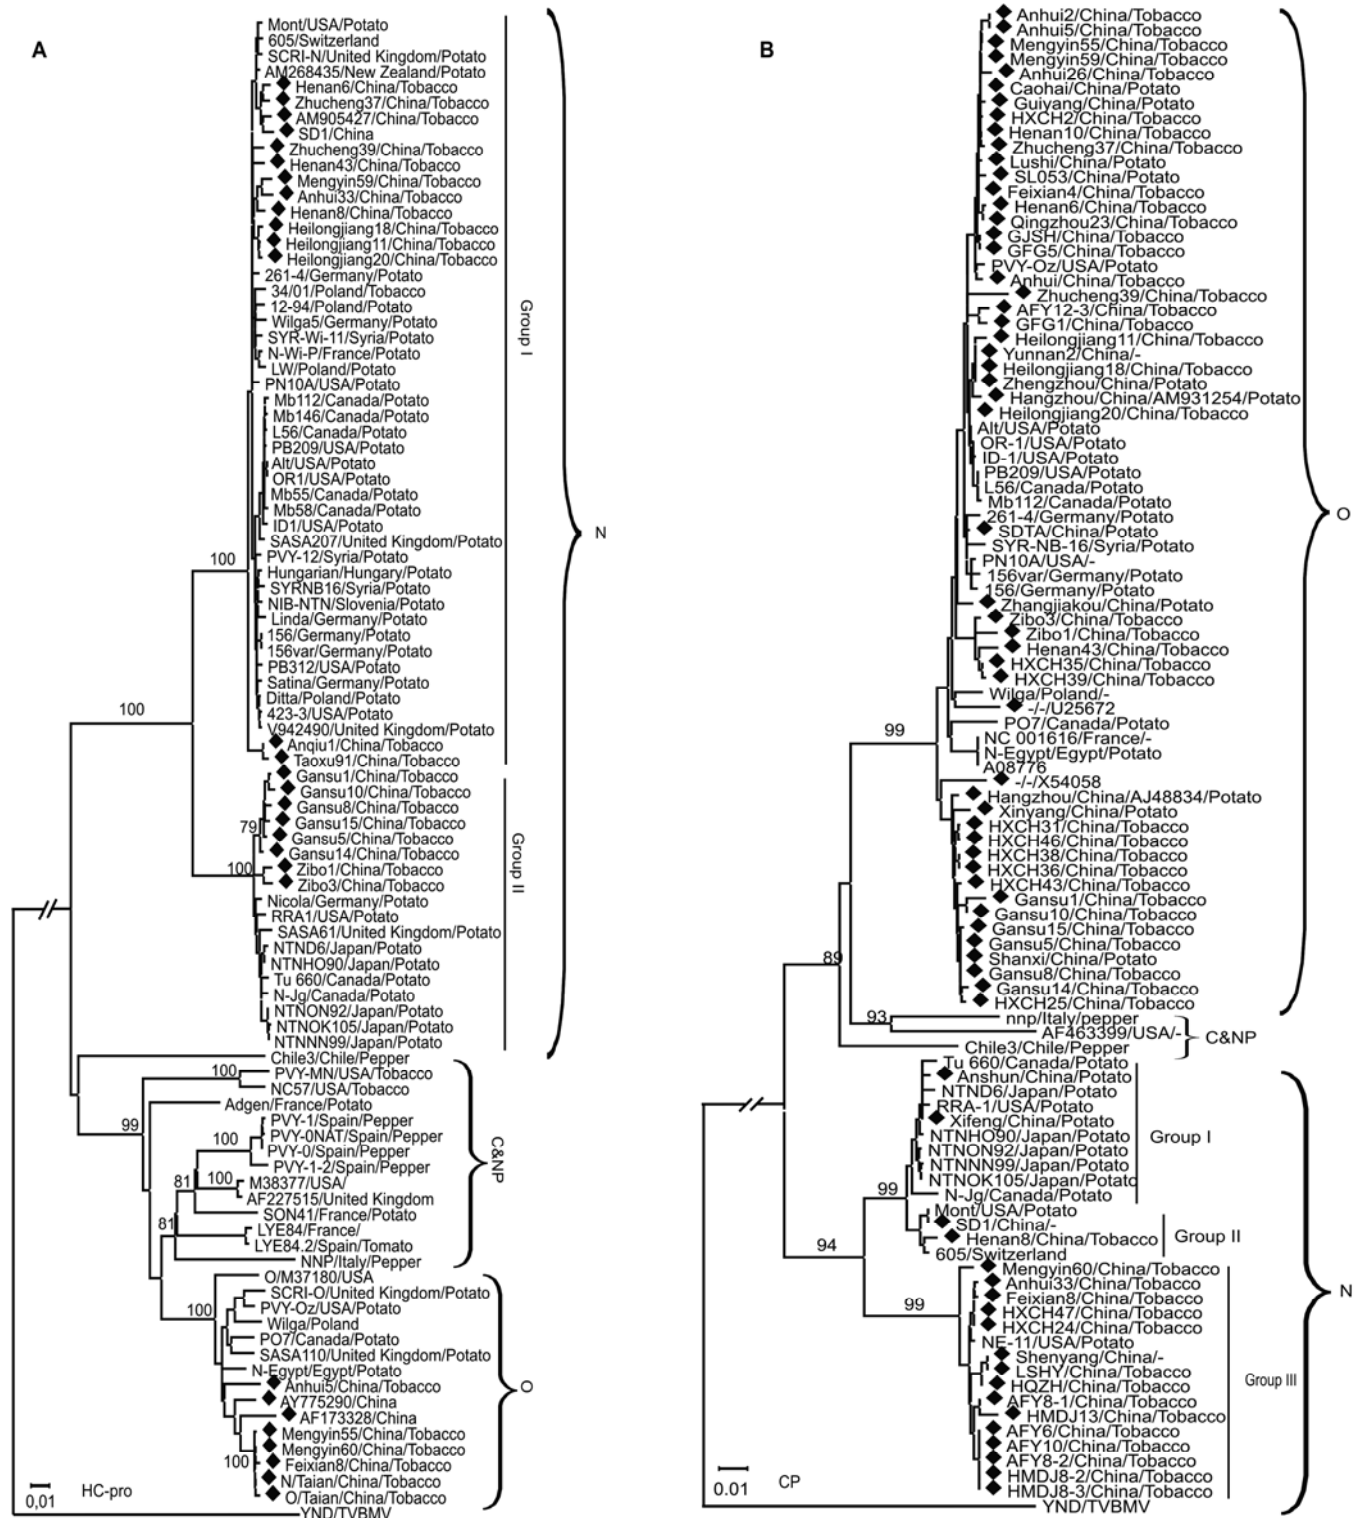 A
Mont/USA/Potato
605/Switzerland
SCRI-N/United Kingdom/Potato
AM268435/New Zealand/Potato
Henan6/China/Tobacco
Zhucheng37/China/Tobacco
AM905427/China/Tobacco
SD1/China
Zhucheng39/China/Tobacco
Henan43/China/Tobacco
Mengyin59/China/Tobacco
Anhui33/China/Tobacco
Henan8/China/Tobacco
Heilongjiang18/China/Tobacco
Heilongjiang11/China/Tobacco
Heilongjiang20/China/Tobacco
261-4/Germany/Potato
34/01/Poland/Tobacco
12-94/Poland/Potato
Wilga5/Germany/Potato
SYR-Wi-11/Syria/Potato
N-Wi-P/France/Potato
LW/Poland/Potato
PN10A/USA/Potato
Mb112/Canada/Potato
Mb146/Canada/Potato
L56/Canada/Potato
PB209/USA/Potato
Alt/USA/Potato
OR1/USA/Potato
Mb55/Canada/Potato
Mb58/Canada/Potato
ID1/USA/Potato
SASA207/United Kingdom/Potato
PVY-12/Syria/Potato
Hungarian/Hungary/Potato
SYRNB16/Syria/Potato
NIB-NTN/Slovenia/Potato
Linda/Germany/Potato
156/Germany/Potato
156var/Germany/Potato
PB312/USA/Potato
Satina/Germany/Potato
Ditta/Poland/Potato
423-3/USA/Potato
V942490/United Kingdom/Potato
Anqiu1/China/Tobacco
Taoxu91/China/Tobacco
Gansu1/China/Tobacco
Gansu10/China/Tobacco
Gansu8/China/Tobacco
Gansu15/China/Tobacco
Gansu5/China/Tobacco
Gansu14/China/Tobacco
Zibo1/China/Tobacco
Zibo3/China/Tobacco
Nicola/Germany/Potato
RRA1/USA/Potato
SASA61/United Kingdom/Potato
NTND6/Japan/Potato
NTNHO90/Japan/Potato
Tu 660/Canada/Potato
N-Jg/Canada/Potato
NTNON92/Japan/Potato
NTNOK105/Japan/Potato
NTNNN99/Japan/Potato
Chile3/Chile/Pepper
PVY-MN/USA/Tobacco
NC57/USA/Tobacco
Adgen/France/Potato
PVY-1/Spain/Pepper
PVY-0NAT/Spain/Pepper
PVY-0/Spain/Pepper
PVY-1-2/Spain/Pepper
M38377/USA/
AF227515/United Kingdom
SON41/France/Potato
LYE84/France/
LYE84.2/Spain/Tomato
NNP/Italy/Pepper
O/M37180/USA
SCRI-O/United Kingdom/Potato
PVY-Oz/USA/Potato
Wilga/Poland
PO7/Canada/Potato
SASA110/United Kingdom/Potato
N-Egypt/Egypt/Potato
Anhui5/China/Tobacco
AY775290/China
AF173328/China
Mengyin55/China/Tobacco
Mengyin60/China/Tobacco
Feixian8/China/Tobacco
N/Taian/China/Tobacco
O/Taian/China/Tobacco
YND/TVBMV
100
100
79
100
100
99
100
100
81
81
100
100
Group I
Group II
N
C&NP
O
0,01
HC-pro
B
Anhui2/China/Tobacco
Anhui5/China/Tobacco
Mengyin55/China/Tobacco
Mengyin59/China/Tobacco
Anhui26/China/Tobacco
Caohai/China/Potato
Guiyang/China/Potato
HXCH2/China/Tobacco
Henan10/China/Tobacco
Zhucheng37/China/Tobacco
Lushi/China/Potato
SL053/China/Potato
Feixian4/China/Tobacco
Henan6/China/Tobacco
Qingzhou23/China/Tobacco
GJSH/China/Tobacco
GFG5/China/Tobacco
PVY-Oz/USA/Potato
Anhui/China/Tobacco
Zhucheng39/China/Tobacco
AFY12-3/China/Tobacco
GFG1/China/Tobacco
Heilongjiang11/China/Tobacco
Yunnan2/China/-
Heilongjiang18/China/Tobacco
Zhengzhou/China/Potato
Hangzhou/China/AM931254/Potato
Heilongjiang20/China/Tobacco
Alt/USA/Potato
OR-1/USA/Potato
ID-1/USA/Potato
PB209/USA/Potato
L56/Canada/Potato
Mb112/Canada/Potato
261-4/Germany/Potato
SDTA/China/Potato
SYR-NB-16/Syria/Potato
PN10A/USA/-
156var/Germany/Potato
156/Germany/Potato
Zhangjiakou/China/Potato
Zibo3/China/Tobacco
Zibo1/China/Tobacco
Henan43/China/Tobacco
HXCH35/China/Tobacco
HXCH39/China/Tobacco
Wilga/Poland/-
-/-/U25672
PO7/Canada/Potato
NC 001616/France/-
N-Egypt/Egypt/Potato
A08776
-/-/X54058
Hangzhou/China/AJ48834/Potato
Xinyang/China/Potato
HXCH31/China/Tobacco
HXCH46/China/Tobacco
HXCH38/China/Tobacco
HXCH36/China/Tobacco
HXCH43/China/Tobacco
Gansu1/China/Tobacco
Gansu10/China/Tobacco
Gansu15/China/Tobacco
Gansu5/China/Tobacco
Shanxi/China/Potato
Gansu8/China/Tobacco
Gansu14/China/Tobacco
HXCH25/China/Tobacco
nnp/Italy/pepper
AF463399/USA/-
Chile3/Chile/Pepper
Tu 660/Canada/Potato
Anshun/China/Potato
NTND6/Japan/Potato
RRA-1/USA/Potato
Xifeng/China/Potato
NTNHO90/Japan/Potato
NTNON92/Japan/Potato
NTNNN99/Japan/Potato
NTNOK105/Japan/Potato
N-Jg/Canada/Potato
Mont/USA/Potato
SD1/China/-
Henan8/China/Tobacco
605/Switzerland
Mengyin60/China/Tobacco
Anhui33/China/Tobacco
Feixian8/China/Tobacco
HXCH47/China/Tobacco
HXCH24/China/Tobacco
NE-11/USA/Potato
Shenyang/China/-
LSHY/China/Tobacco
HQZH/China/Tobacco
AFY8-1/China/Tobacco
HMDJ13/China/Tobacco
AFY6/China/Tobacco
AFY10/China/Tobacco
AFY8-2/China/Tobacco
HMDJ8-2/China/Tobacco
HMDJ8-3/China/Tobacco
YND/TVBMV
99
89
93
99
94
99
O
C&NP
Group I
Group II
Group III
N
0.01
CP